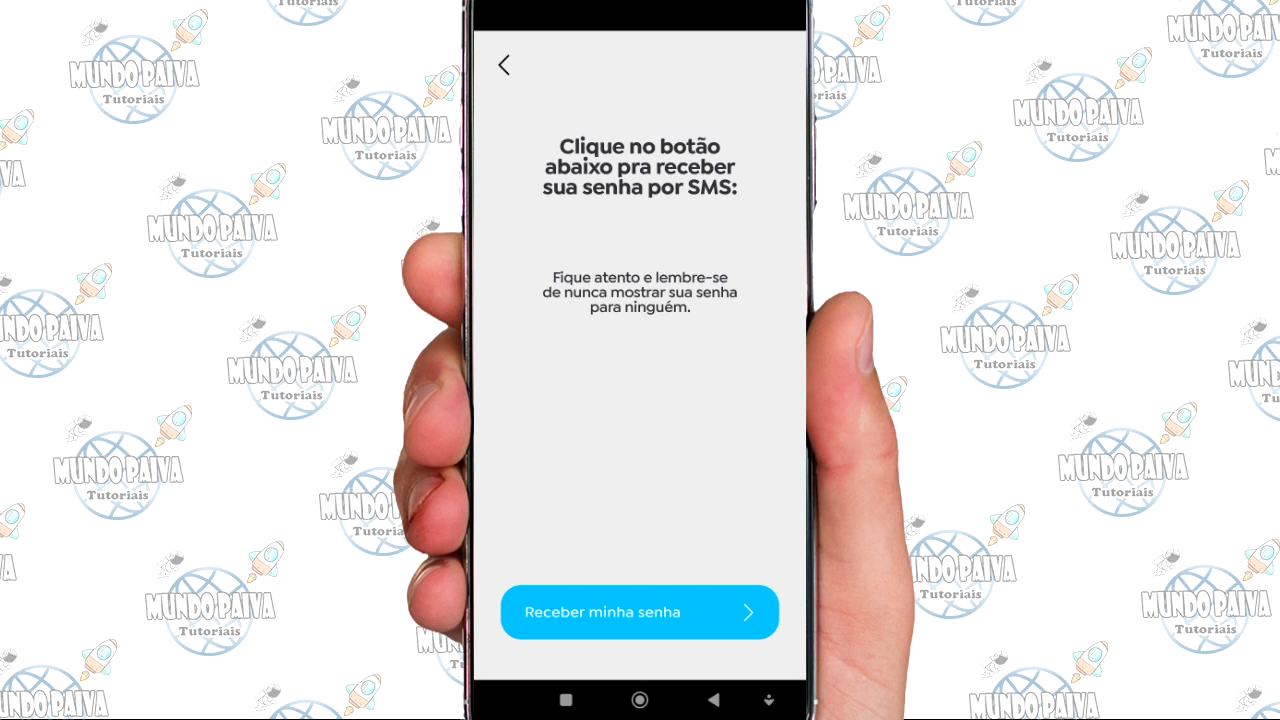 Clique no botão
abaixo pra receber
sua senha por SMS:
Fique atento e lembre-se
de nunca mostrar sua senha
para ninguém.
Receber minha senha
MUNDO PAIVA
Tutoriais